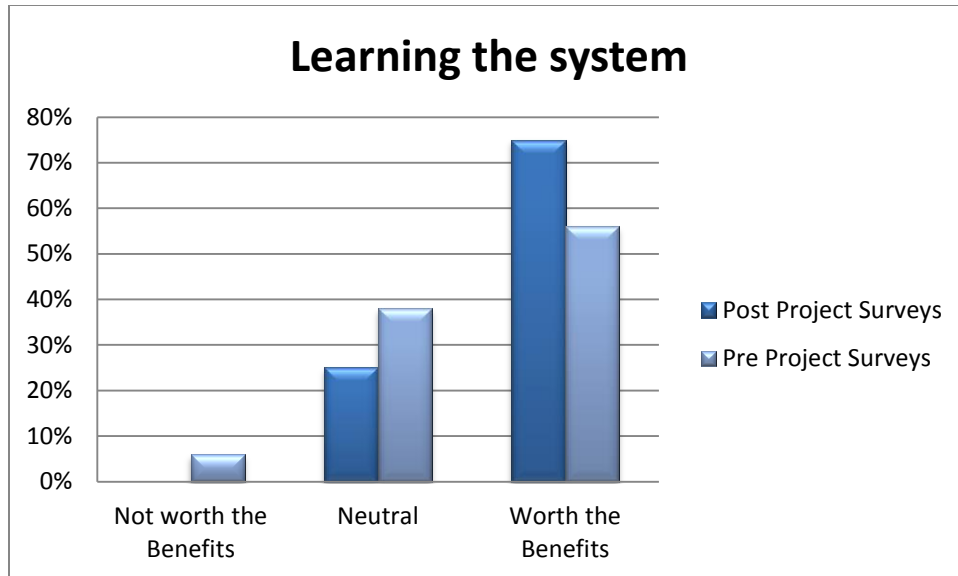 Learning the system
80%
70%
60%
50%
40%
30%
20%
10%
0%
Not worth the
Benefits
Neutral
Worth the
Benefits
Post Project Surveys
Pre Project Surveys